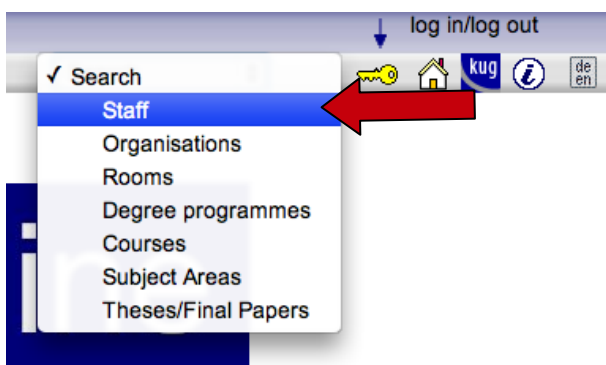 log in/log out
✓ Search
kug
i
de
en
Staff
Organisations
Rooms
Degree programmes
Courses
Subject Areas
Theses/Final Papers